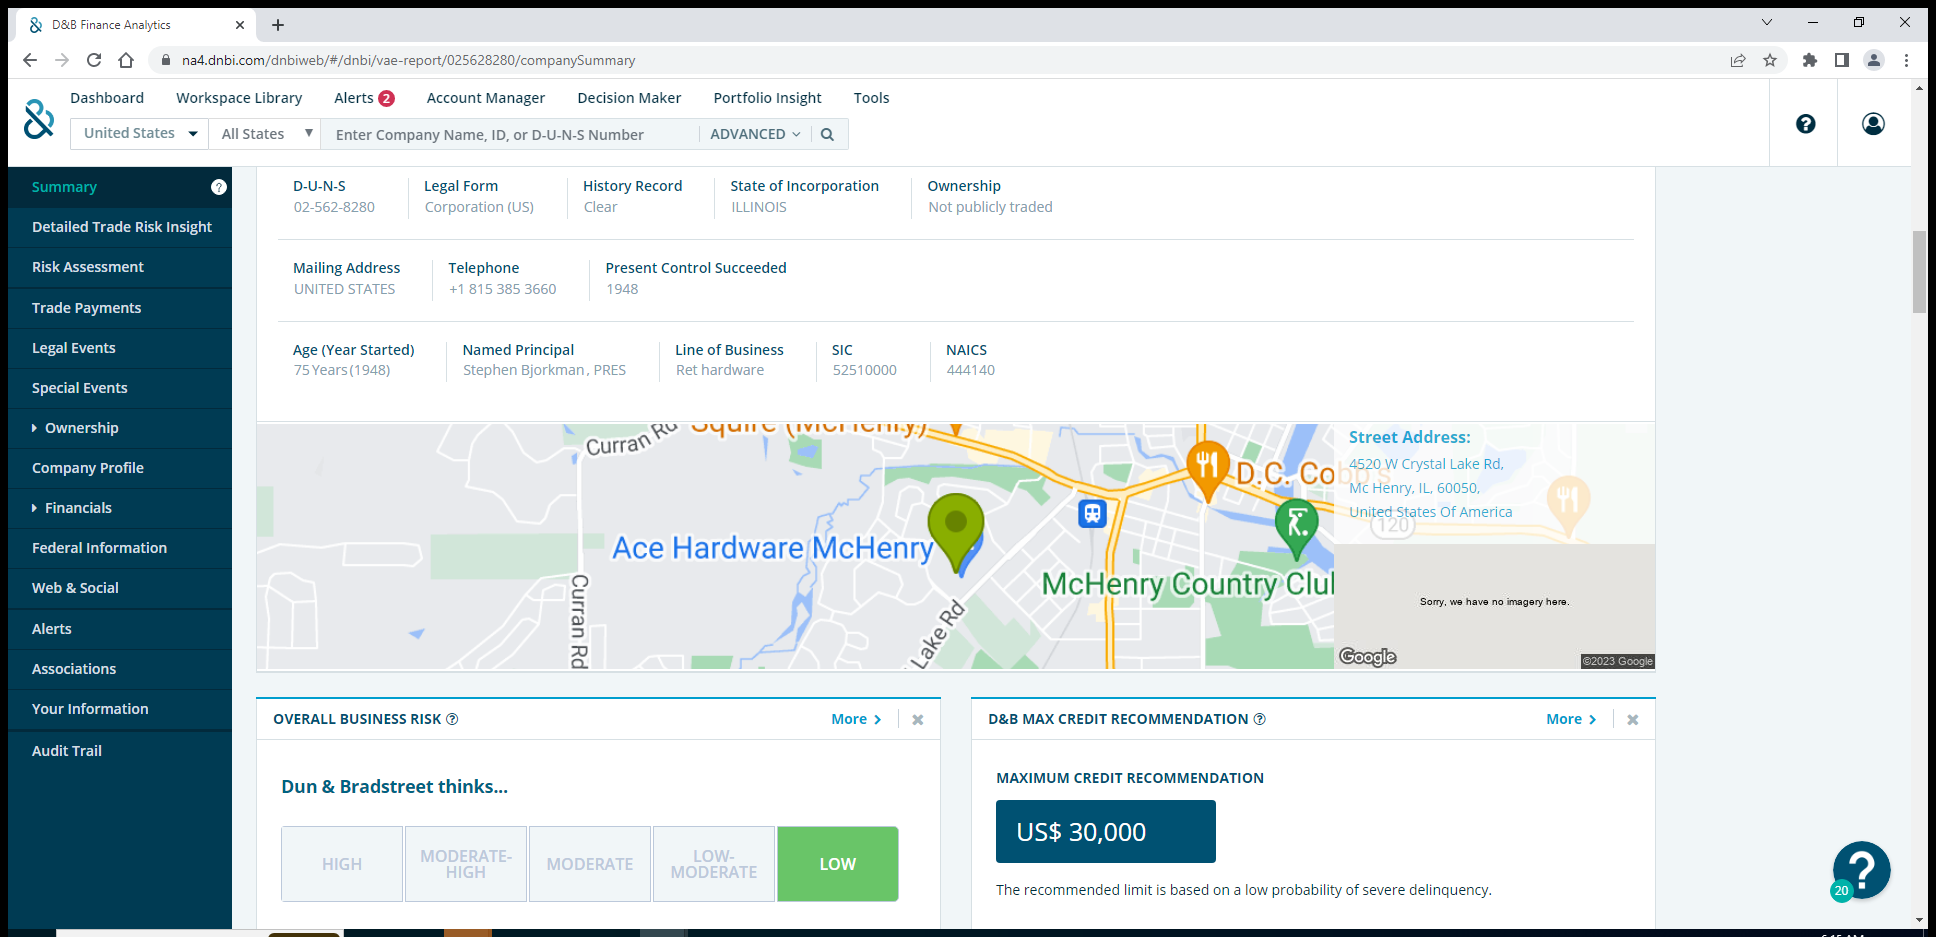 D&B Finance Analytics
na4.dnbi.com/dnbiweb/#/dnbi/vae-report/025628280/companySummary
Dashboard Workspace Library Alerts 2 Account Manager Decision Maker Portfolio Insight Tools
United States All States Enter Company Name, ID, or D-U-N-S Number ADVANCED
Summary
Detailed Trade Risk Insight
Risk Assessment
Trade Payments
Legal Events
Special Events
Ownership
Company Profile
Financials
Federal Information
Web & Social
Alerts
Associations
Your Information
Audit Trail
D-U-N-S Legal Form History Record State of Incorporation Ownership
02-562-8280 Corporation (US) Clear ILLINOIS Not publicly traded
Mailing Address Telephone Present Control Succeeded
UNITED STATES +1 815 385 3660 1948
Age (Year Started) Named Principal Line of Business SIC NAICS
75 Years (1948) Stephen Bjorkman, PRES Ret hardware 52510000 444140
Curran Rd
Squire (McHenry)
D.C. Cobb's
Ace Hardware McHenry
McHenry Country Clu
Curran Rd
Lake Rd
120
Street Address:
4520 W Crystal Lake Rd,
Mc Henry, IL, 60050,
United States Of America
Sorry, we have no imagery here.
Google
©2023 Google
OVERALL BUSINESS RISK More
Dun & Bradstreet thinks...
HIGH
MODERATE-
HIGH
MODERATE
LOW-
MODERATE
LOW
D&B MAX CREDIT RECOMMENDATION More
MAXIMUM CREDIT RECOMMENDATION
US$ 30,000
The recommended limit is based on a low probability of severe delinquency.
20